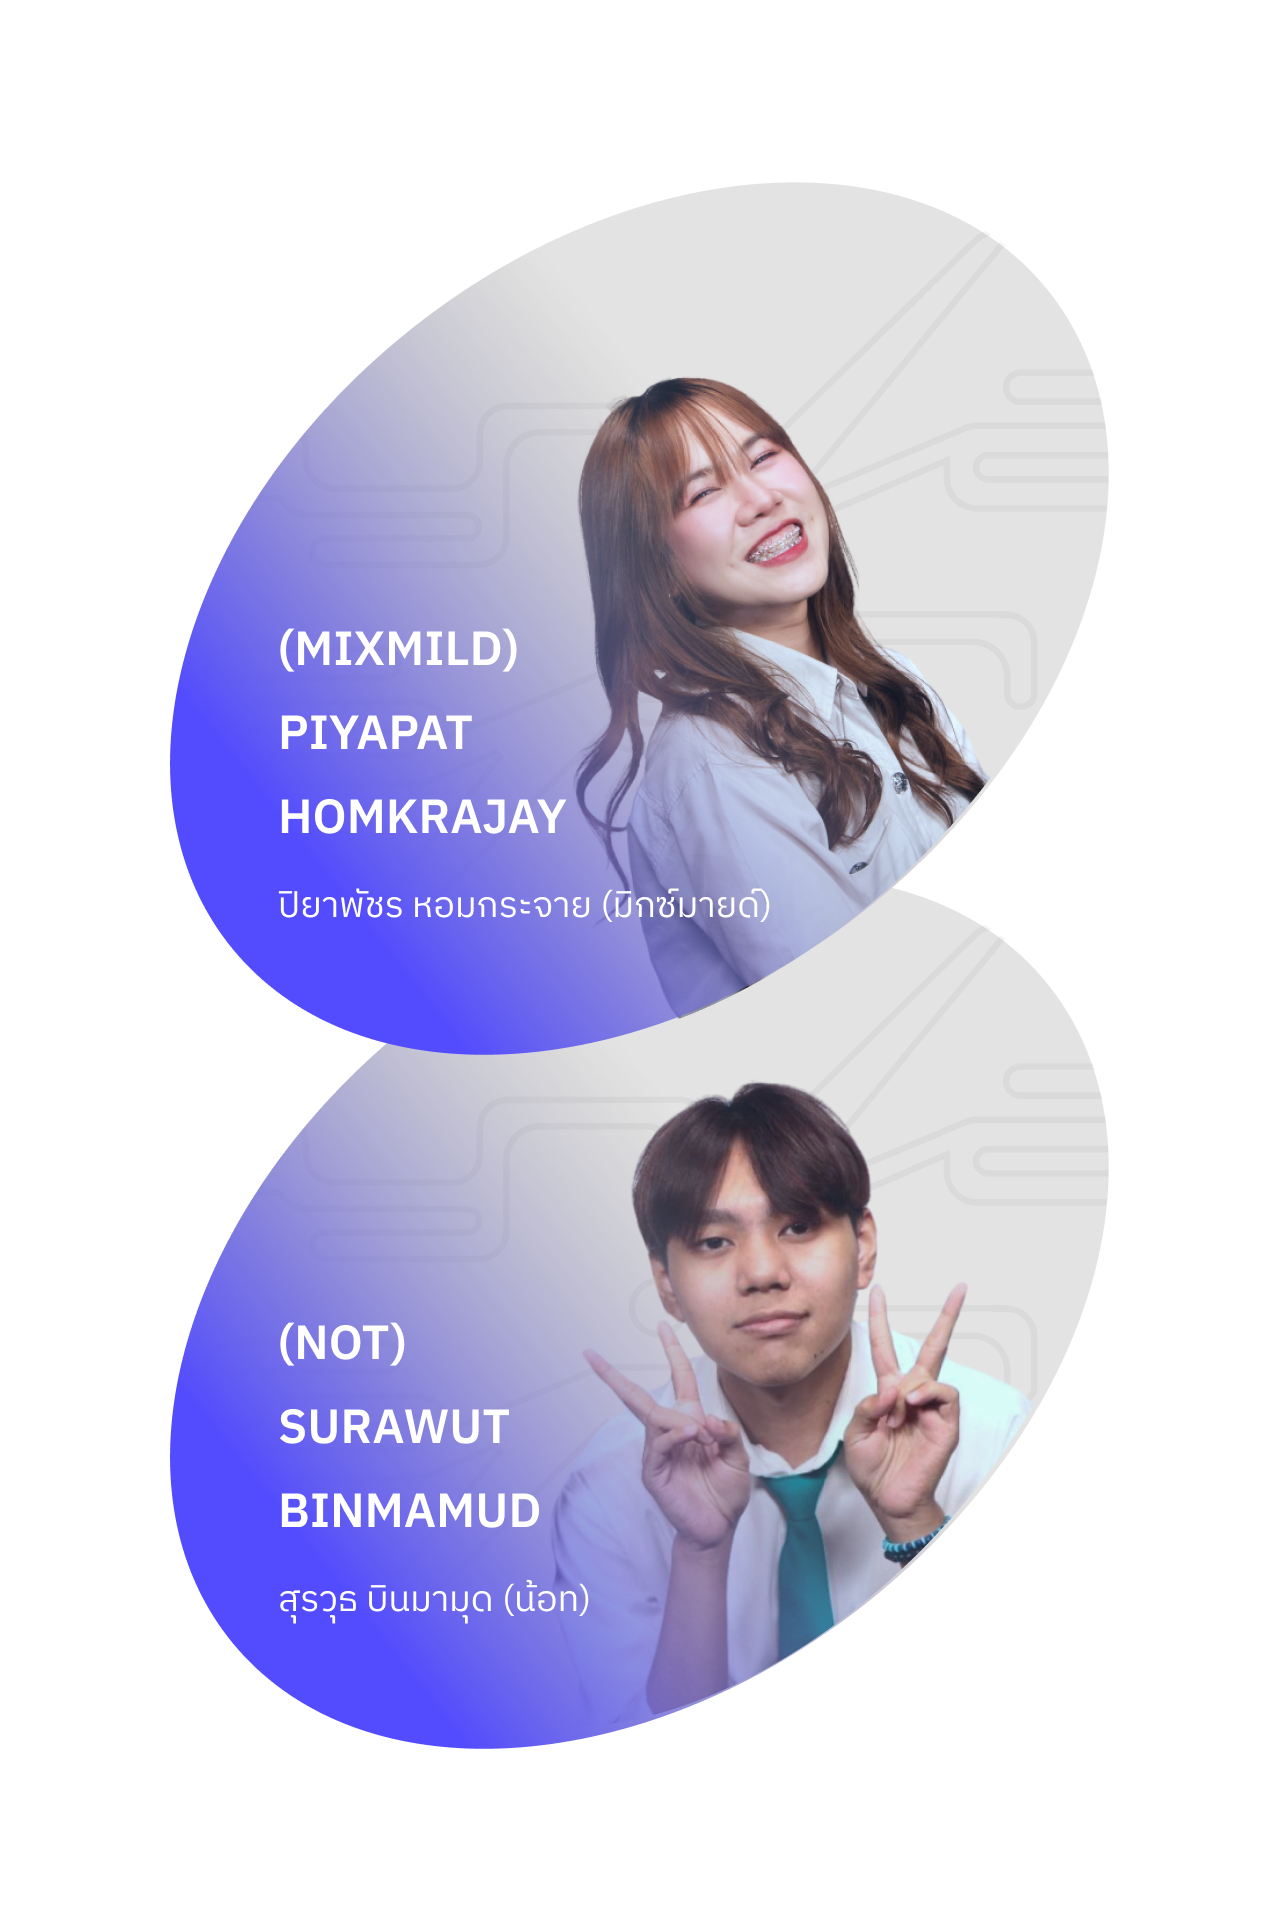 (MIXMILD)
PIYAPAT
HOMKRAJAY
ปิยาพัชร หอมกระจาย (มิกซ์มายด์)
(NOT)
SURAWUT
BINMAMUD
สุรวุธ บินมามุด (น้อท)